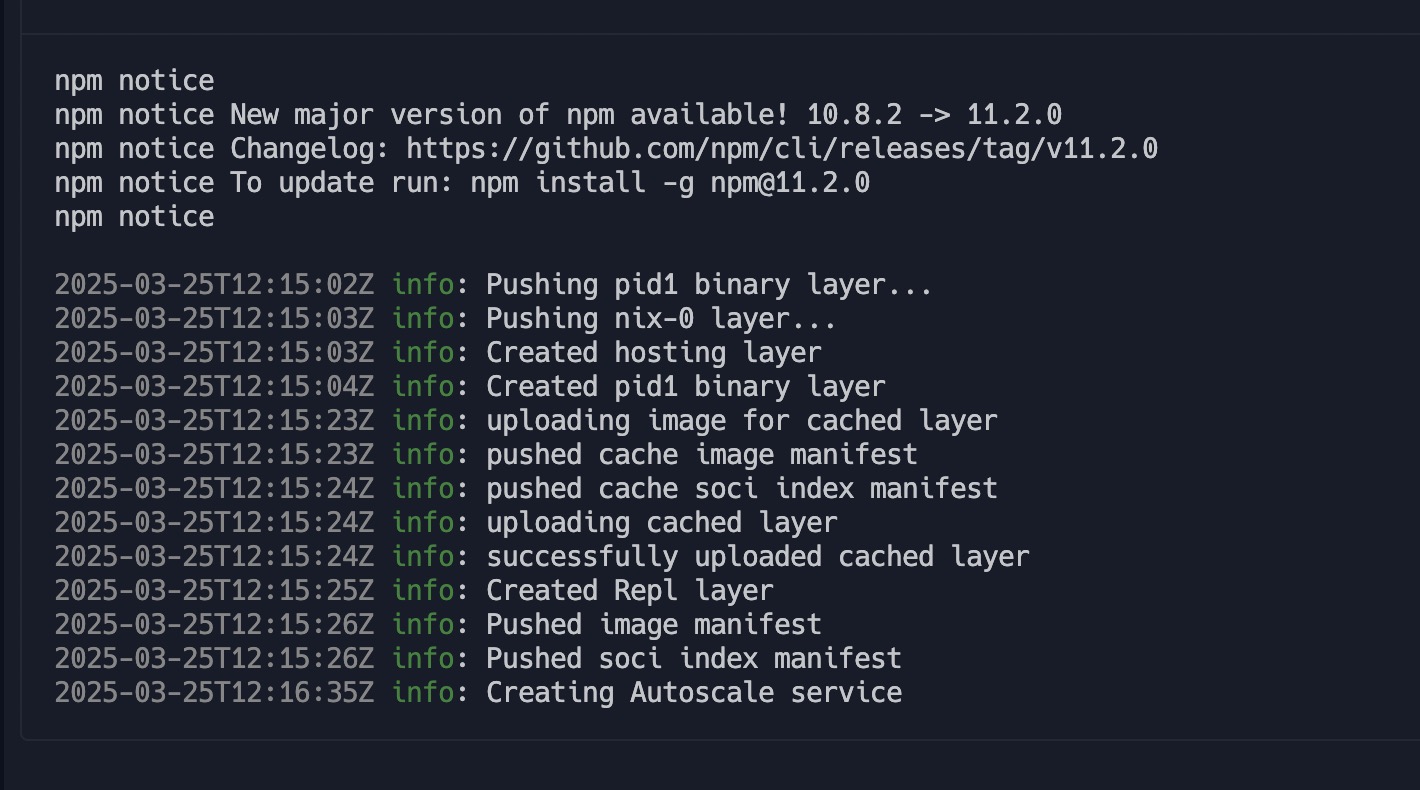 npm notice
npm notice New major version of npm available! 10.8.2 -> 11.2.0
npm notice Changelog: https://github.com/npm/cli/releases/tag/v11.2.0
npm notice To update run: npm install -g npm@11.2.0
npm notice
2025-03-25T12:15:02Z info: Pushing pid1 binary layer...
2025-03-25T12:15:03Z info: Pushing nix-0 layer...
2025-03-25T12:15:03Z info: Created hosting layer
2025-03-25T12:15:04Z info: Created pid1 binary layer
2025-03-25T12:15:23Z info: uploading image for cached layer
2025-03-25T12:15:23Z info: pushed cache image manifest
2025-03-25T12:15:24Z info: pushed cache soci index manifest
2025-03-25T12:15:24Z info: uploading cached layer
2025-03-25T12:15:24Z info: successfully uploaded cached layer
2025-03-25T12:15:25Z info: Created Repl layer
2025-03-25T12:15:26Z info: Pushed image manifest
2025-03-25T12:15:26Z info: Pushed soci index manifest
2025-03-25T12:16:35Z info: Creating Autoscale service